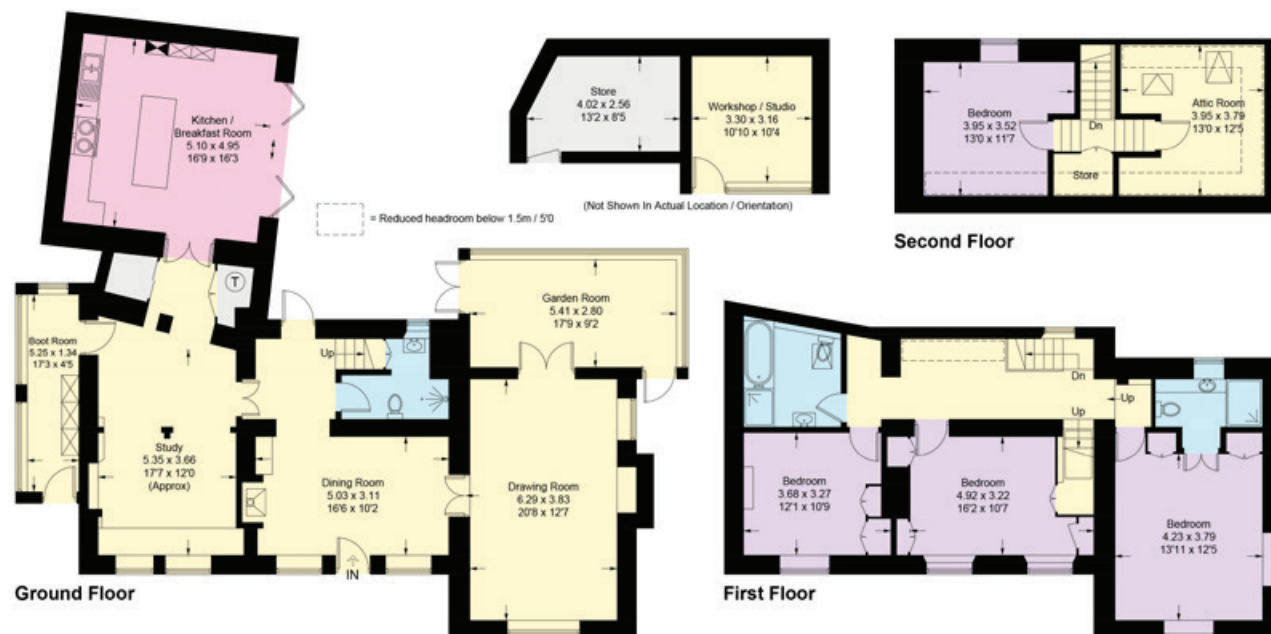 Kitchen /
Breakfast Room
5.10 x 4.95
16'9 x 16'3
Store
4.02 x 2.56
13'2 x 8'5
Workshop / Studio
3.30 x 3.16
10'10 x 10'4
(Not Shown In Actual Location / Orientation)
= Reduced headroom below 1.5m / 5'0
Bedroom
3.95 x 3.52
13'0 x 11'7
Dn
Store
Attic Room
3.95 x 3.79
13'0 x 12'5
Second Floor
T
Boot Room
5.25 x 1.34
17'3 x 4'5
Up
Garden Room
5.41 x 2.80
17'9 x 9'2
Study
5.35 x 3.66
17'7 x 12'0
(Approx)
Dining Room
5.03 x 3.11
16'6 x 10'2
Drawing Room
6.29 x 3.83
20'8 x 12'7
IN
Ground Floor
Dn
Up
Up
Bedroom
3.68 x 3.27
12'1 x 10'9
Bedroom
4.92 x 3.22
16'2 x 10'7
Bedroom
4.23 x 3.79
13'11 x 12'5
First Floor